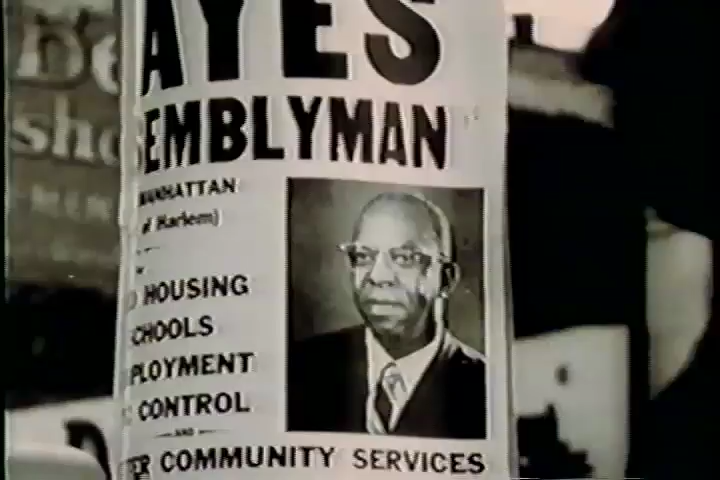 AYES
EMBLYMAN
MANHATTAN
Harlem)
HOUSING
CHOOLS
PLOYMENT
CONTROL
AND
ER COMMUNITY SERVICES